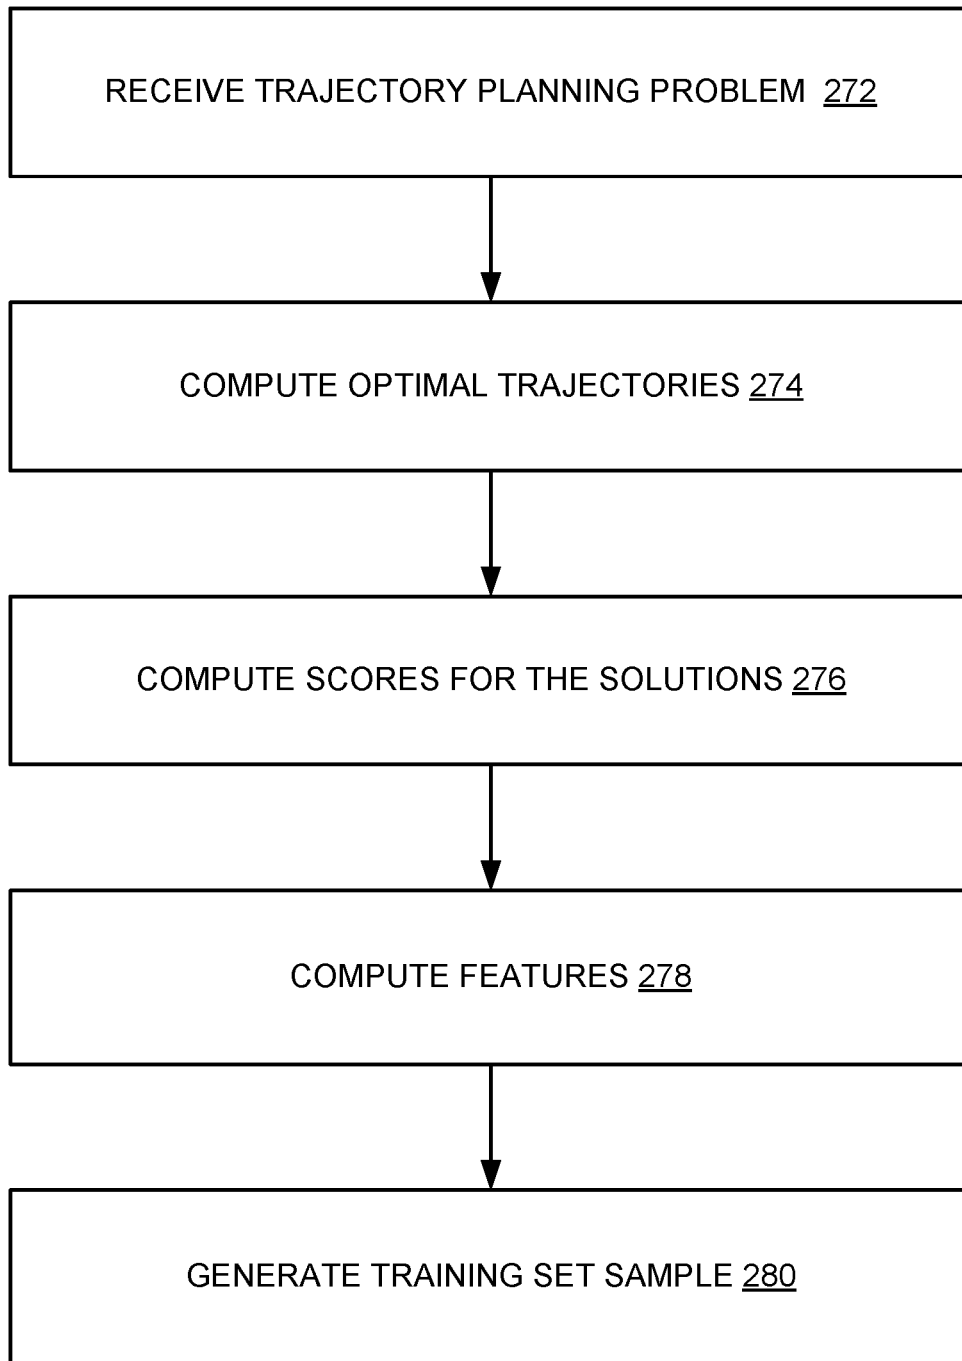 RECEIVE TRAJECTORY PLANNING PROBLEM 272
COMPUTE OPTIMAL TRAJECTORIES 274
COMPUTE SCORES FOR THE SOLUTIONS 276
COMPUTE FEATURES 278
GENERATE TRAINING SET SAMPLE 280